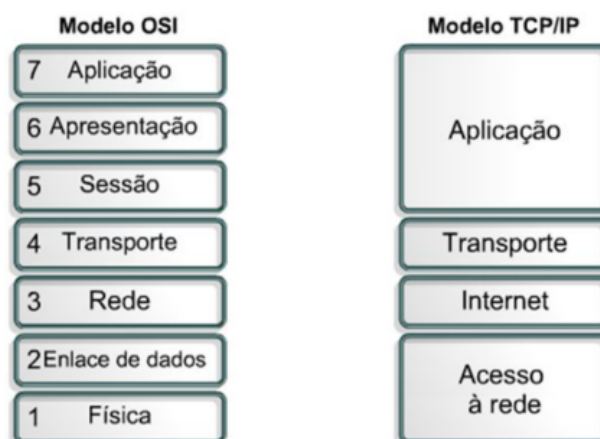 Modelo OSI
7 Aplicação
6 Apresentação
5 Sessão
4 Transporte
3 Rede
2 Enlace de dados
1 Física
Modelo TCP/IP
Aplicação
Transporte
Internet
Acesso
à rede